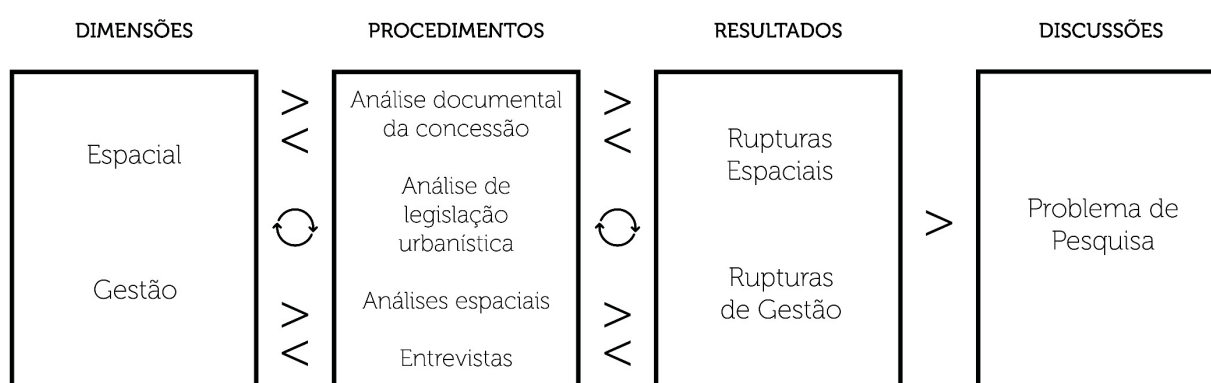 DIMENSÕES
PROCEDIMENTOS
RESULTADOS
DISCUSSÕES
Espacial
Gestão
>
<
>
<
Análise documental
da concessão
Análise de
legislação
urbanística
Análises espaciais
Entrevistas
>
<
>
<
Rupturas
Espaciais
Rupturas
de Gestão
>
Problema de
Pesquisa